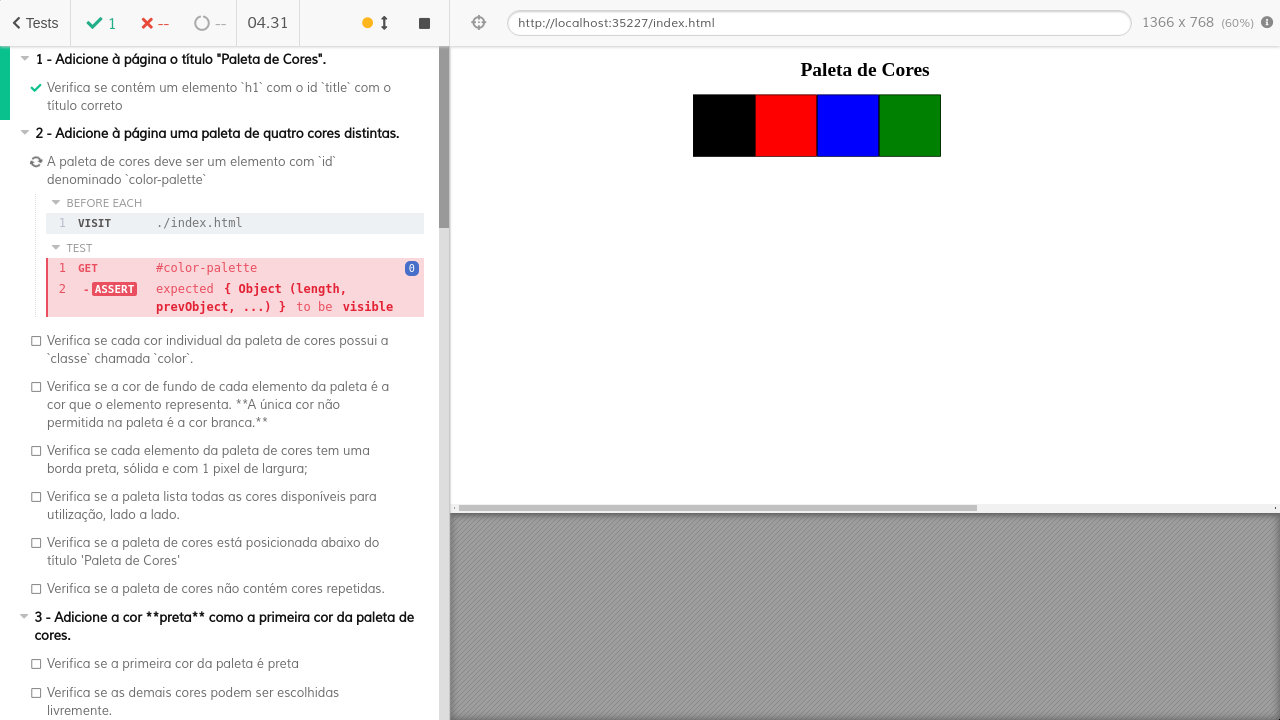 Tests
1
--
--
04.31
http://localhost:35227/index.html
1366 x 768 (60%)
1 - Adicione à página o título "Paleta de Cores".
Verifica se contém um elemento `h1` com o id `title` com o
título correto
2 - Adicione à página uma paleta de quatro cores distintas.
A paleta de cores deve ser um elemento com `id`
denominado `color-palette`
BEFORE EACH
1 VISIT ./index.html
TEST
1 GET #color-palette 0
2 -ASSERT expected { Object (length,
prevObject, ...) } to be visible
Verifica se cada cor individual da paleta de cores possui a
`classe` chamada `color`.
Verifica se a cor de fundo de cada elemento da paleta é a
cor que o elemento representa. **A única cor não
permitida na paleta é a cor branca.**
Verifica se cada elemento da paleta de cores tem uma
borda preta, sólida e com 1 pixel de largura;
Verifica se a paleta lista todas as cores disponíveis para
utilização, lado a lado.
Verifica se a paleta de cores está posicionada abaixo do
título 'Paleta de Cores'
Verifica se a paleta de cores não contém cores repetidas.
3 - Adicione a cor **preta** como a primeira cor da paleta de
cores.
Verifica se a primeira cor da paleta é preta
Verifica se as demais cores podem ser escolhidas
livremente.
Paleta de Cores